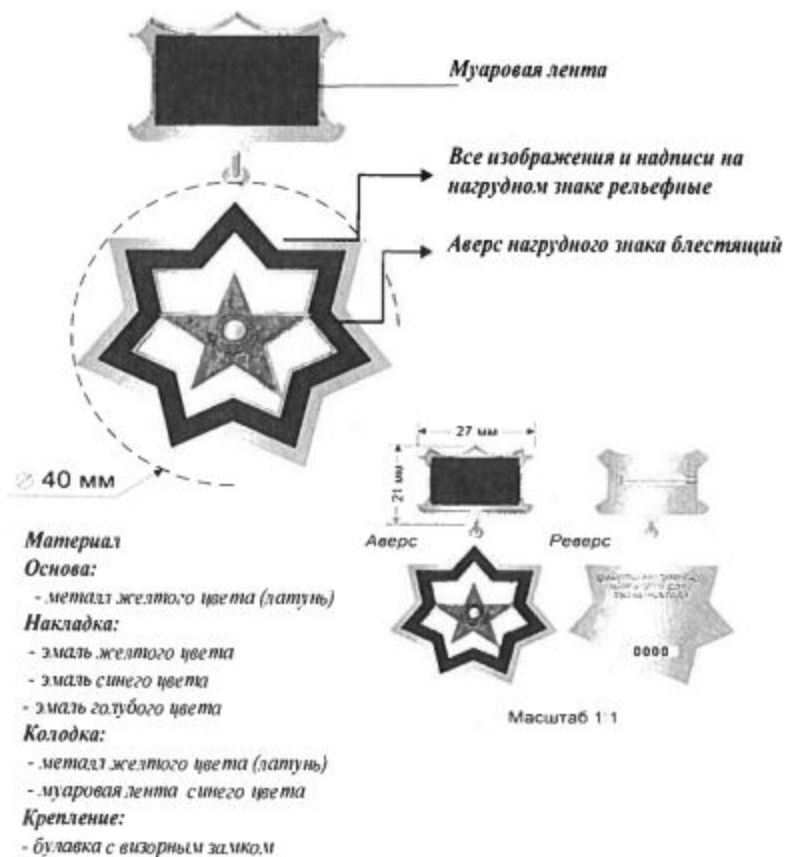 Муаровая лента
Все изображения и надписи на
нагрудном знаке рельефные
Аверс нагрудного знака блестящий
∅ 40 мм
27 мм
21 мм
Аверс
Реверс
0000
Масштаб 1:1
Материал
Основа:
- металл желтого цвета (латунь)
Накладка:
- эмаль желтого цвета
- эмаль синего цвета
- эмаль голубого цвета
Колодка:
- металл желтого цвета (латунь)
- муаровая лента синего цвета
Крепление:
- булавка с визорным замком